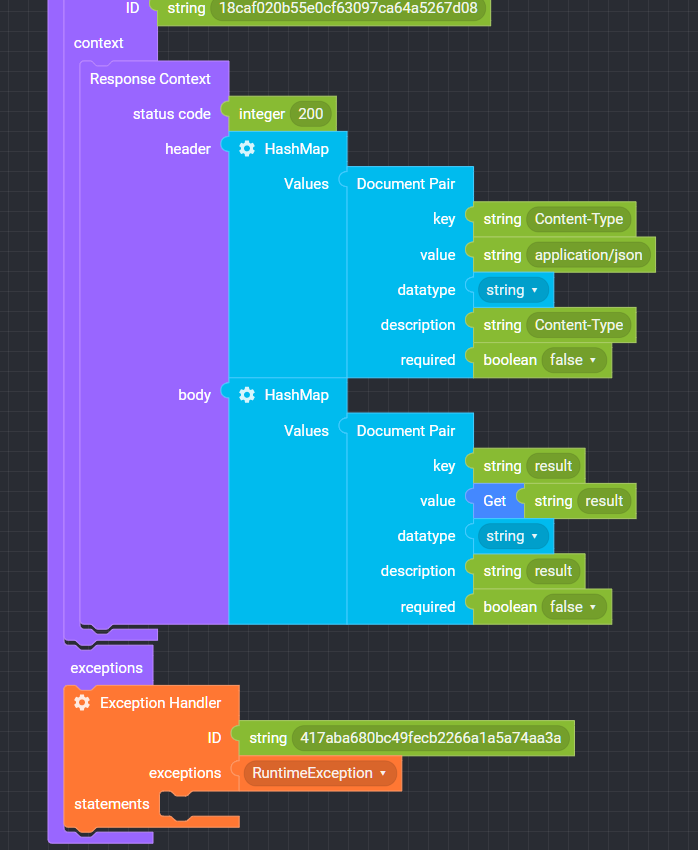 ID string 18caf020b55e0cf63097ca64a5267d08
context
Response Context
status code integer 200
header HashMap
Values Document Pair
key string Content-Type
value string application/json
datatype string
description string Content-Type
required boolean false
body HashMap
Values Document Pair
key string result
value Get string result
datatype string
description string result
required boolean false
exceptions
Exception Handler
ID string 417aba680bc49fecb2266a1a5a74aa3a
exceptions RuntimeException
statements